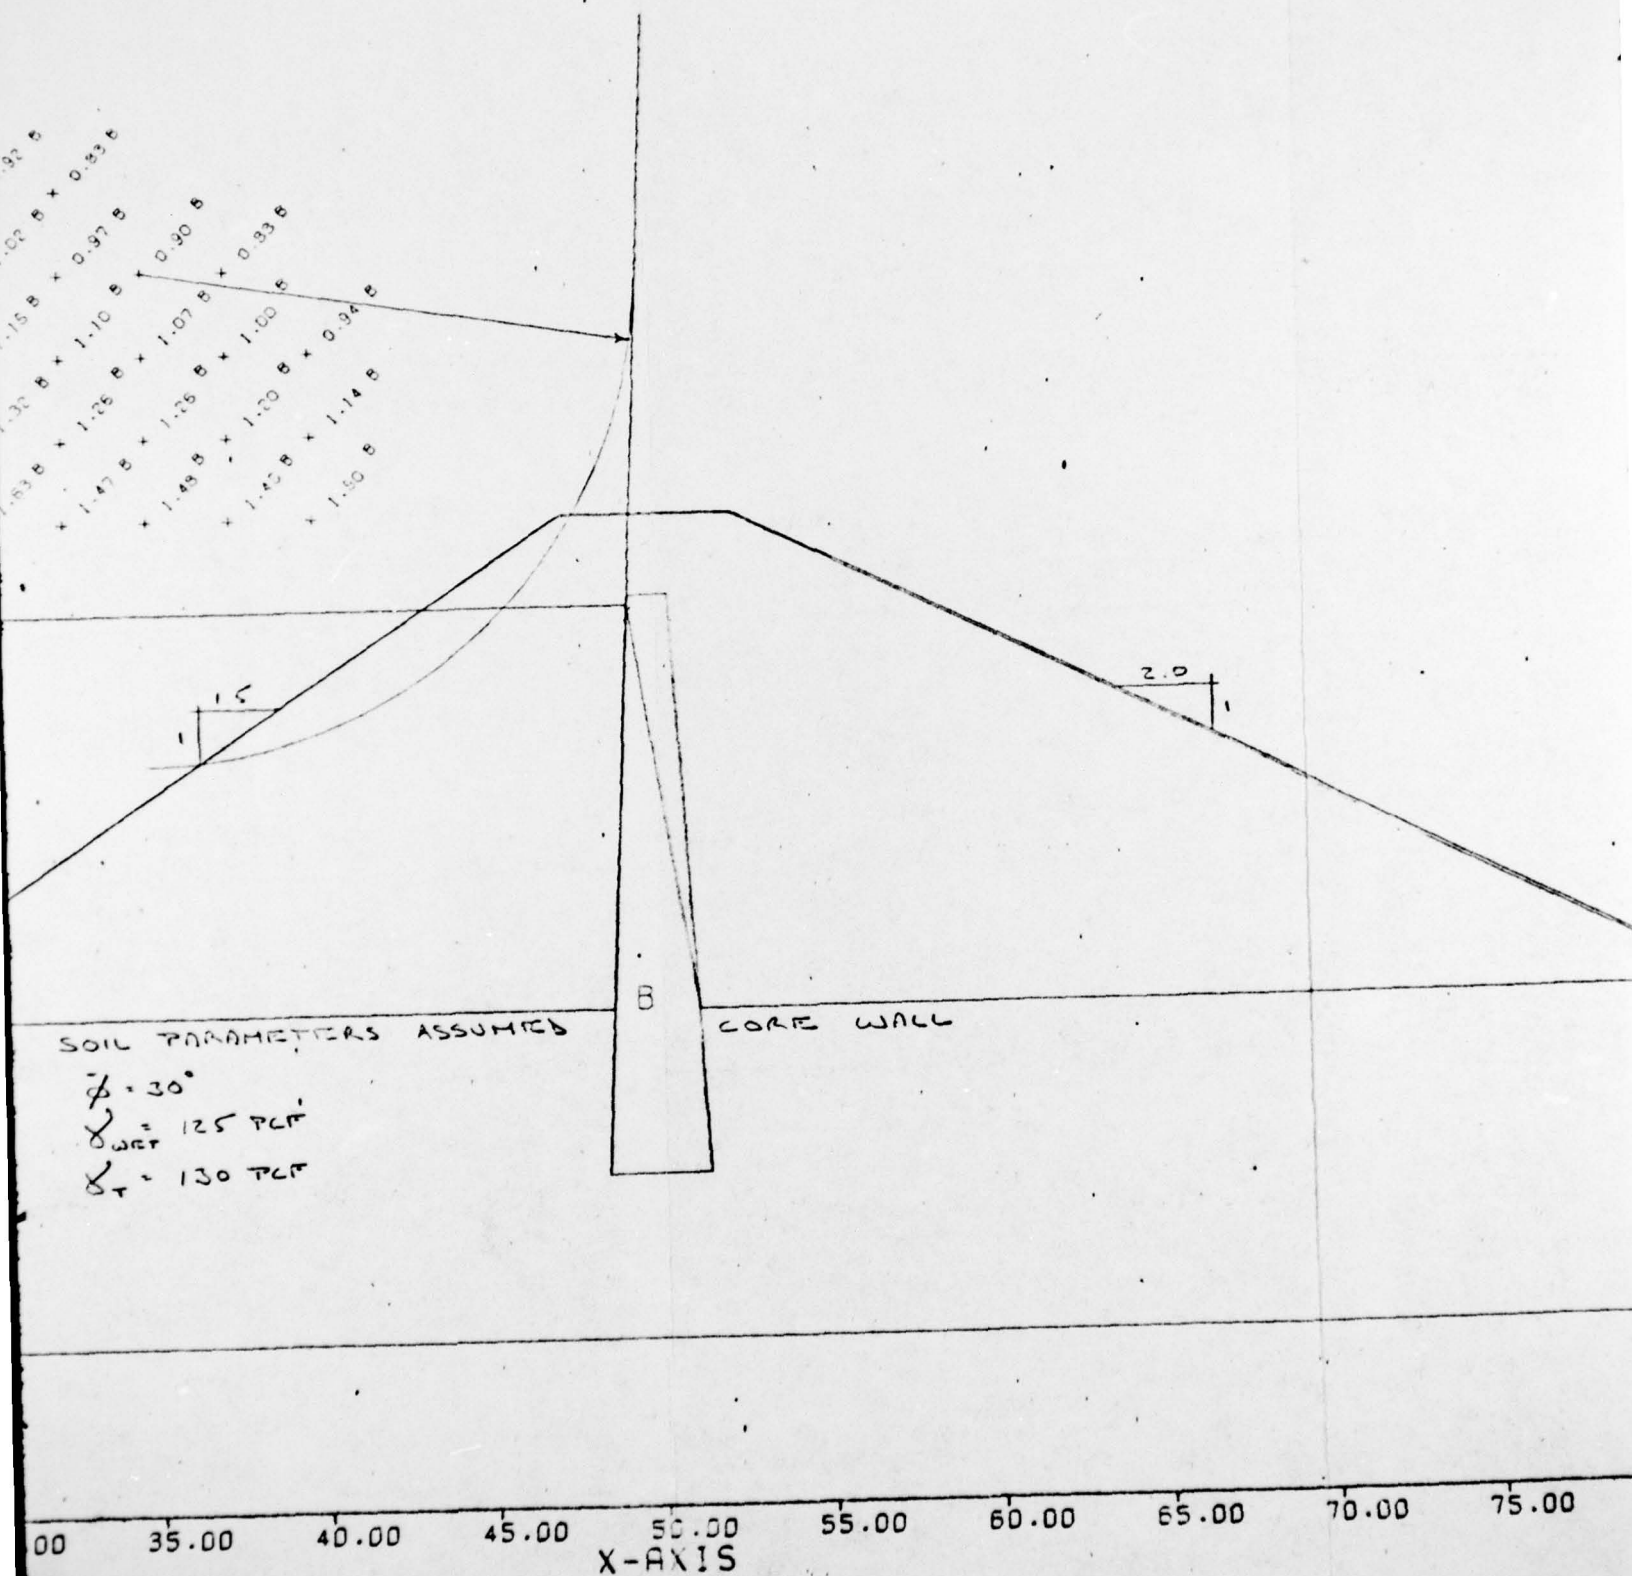 0.83 B
B × 0.97 B
B × 1.10 B × 0.90 B
B × 1.26 B × 1.07 B × 0.83 B
× 1.47 B × 1.26 B × 1.00 B
× 1.48 B × 1.20 B × 0.94 B
× B × 1.14 B
× 1.50 B
1.5
1
2.0
1
B
SOIL PARAMETERS ASSUMED
CORE WALL
φ̄ = 30°
γWET = 125 PCF
γT = 130 PCF
00 35.00 40.00 45.00 50.00 55.00 60.00 65.00 70.00 75.00
X-AXIS